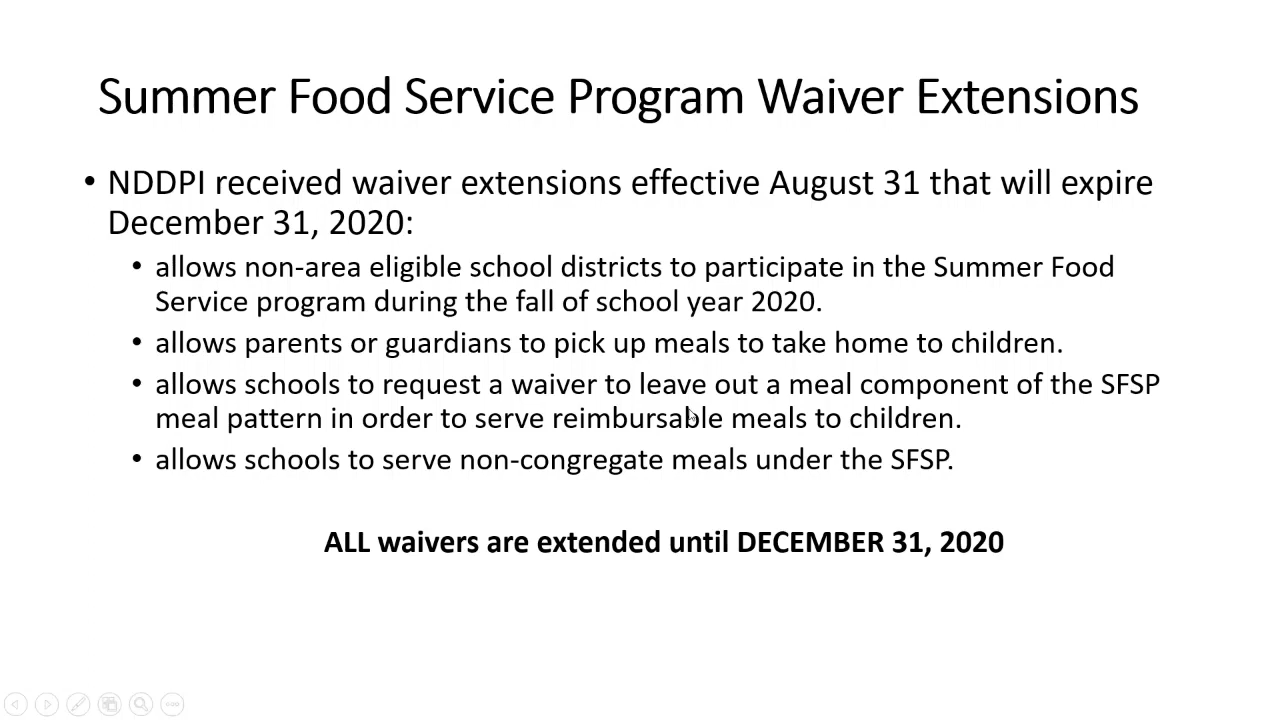 Summer Food Service Program Waiver Extensions
• NDDPI received waiver extensions effective August 31 that will expire
December 31, 2020:
• allows non-area eligible school districts to participate in the Summer Food
Service program during the fall of school year 2020.
• allows parents or guardians to pick up meals to take home to children.
• allows schools to request a waiver to leave out a meal component of the SFSP
meal pattern in order to serve reimbursable meals to children.
• allows schools to serve non-congregate meals under the SFSP.
ALL waivers are extended until DECEMBER 31, 2020